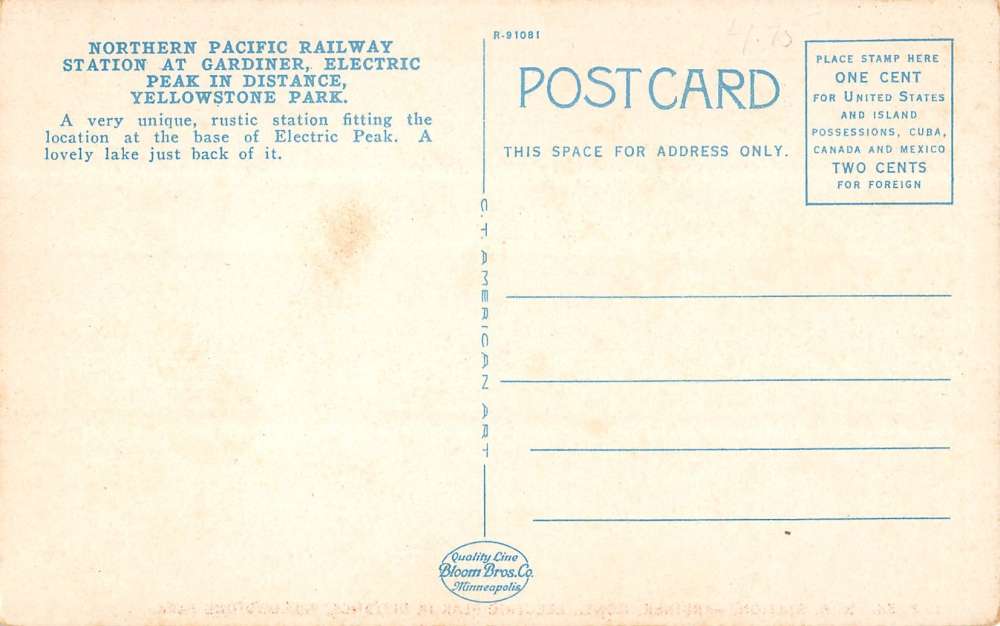 NORTHERN PACIFIC RAILWAY
STATION AT GARDINER, ELECTRIC
PEAK IN DISTANCE,
YELLOWSTONE PARK.
A very unique, rustic station fitting the
location at the base of Electric Peak. A
lovely lake just back of it.
R-91081
C.T. AMERICAN ART
POST CARD
THIS SPACE FOR ADDRESS ONLY.
PLACE STAMP HERE
ONE CENT
FOR UNITED STATES
AND ISLAND
POSSESSIONS, CUBA,
CANADA AND MEXICO
TWO CENTS
FOR FOREIGN
Quality Line
Bloom Bros. Co.
Minneapolis